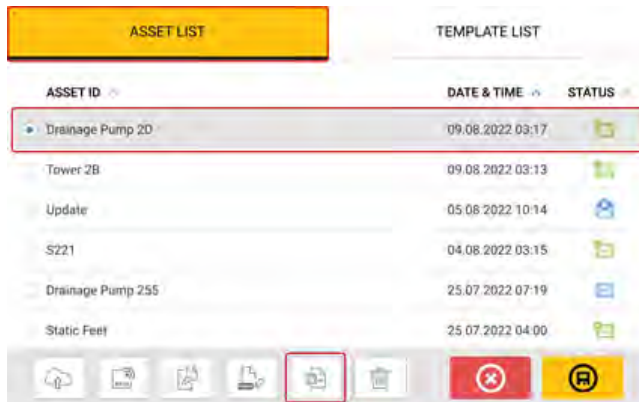 ASSET LIST TEMPLATE LIST
ASSET ID DATE & TIME STATUS
Drainage Pump 2D 09.08.2022 03:17
Tower 2B 09.08.2022 03:13
Update 05.08.2022 10:14
S221 04.08.2022 03:15
Drainage Pump 255 25.07.2022 07:19
Static Feet 25.07.2022 04:00